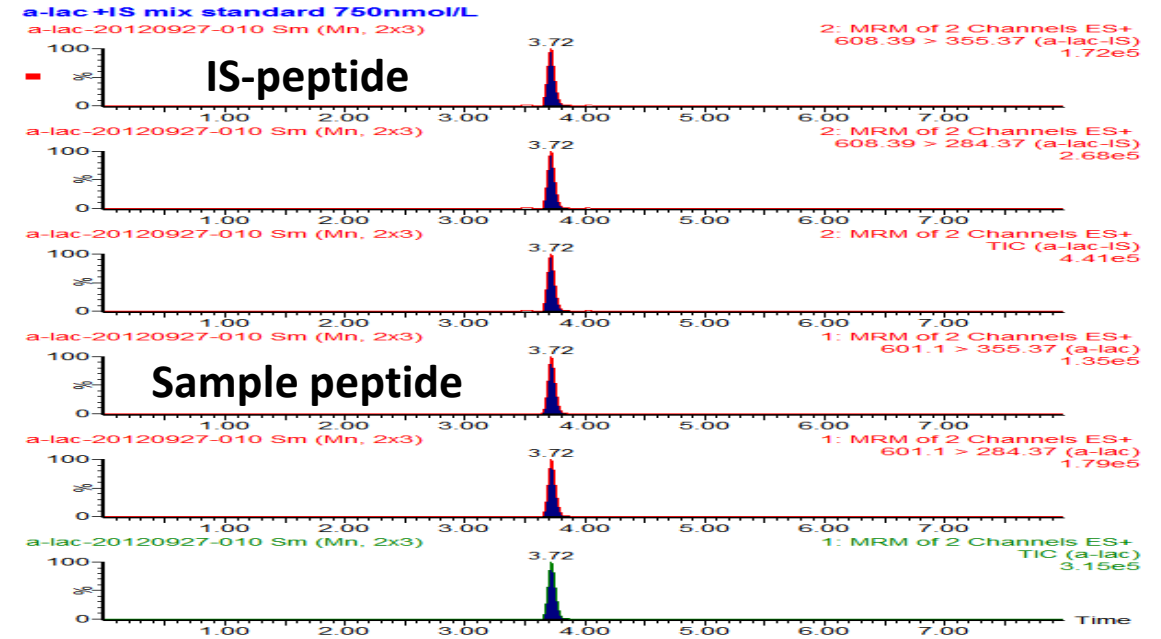 a-lac+IS mix standard 750nmol/L
a-lac-20120927-010 Sm (Mn, 2x3)
2: MRM of 2 Channels ES+
608.39 > 355.37 (a-lac-IS)
1.72e5
3.72
100
%
0
- IS-peptide
1.00 2.00 3.00 4.00 5.00 6.00 7.00
a-lac-20120927-010 Sm (Mn, 2x3)
2: MRM of 2 Channels ES+
608.39 > 284.37 (a-lac-IS)
2.68e5
3.72
100
%
0
1.00 2.00 3.00 4.00 5.00 6.00 7.00
a-lac-20120927-010 Sm (Mn, 2x3)
2: MRM of 2 Channels ES+
TIC (a-lac-IS)
4.41e5
3.72
100
%
0
1.00 2.00 3.00 4.00 5.00 6.00 7.00
a-lac-20120927-010 Sm (Mn, 2x3)
1: MRM of 2 Channels ES+
601.1 > 355.37 (a-lac)
1.35e5
3.72
100
%
0
Sample peptide
1.00 2.00 3.00 4.00 5.00 6.00 7.00
a-lac-20120927-010 Sm (Mn, 2x3)
1: MRM of 2 Channels ES+
601.1 > 284.37 (a-lac)
1.79e5
3.72
100
%
0
1.00 2.00 3.00 4.00 5.00 6.00 7.00
a-lac-20120927-010 Sm (Mn, 2x3)
1: MRM of 2 Channels ES+
TIC (a-lac)
3.15e5
3.72
100
%
0
Time
1.00 2.00 3.00 4.00 5.00 6.00 7.00